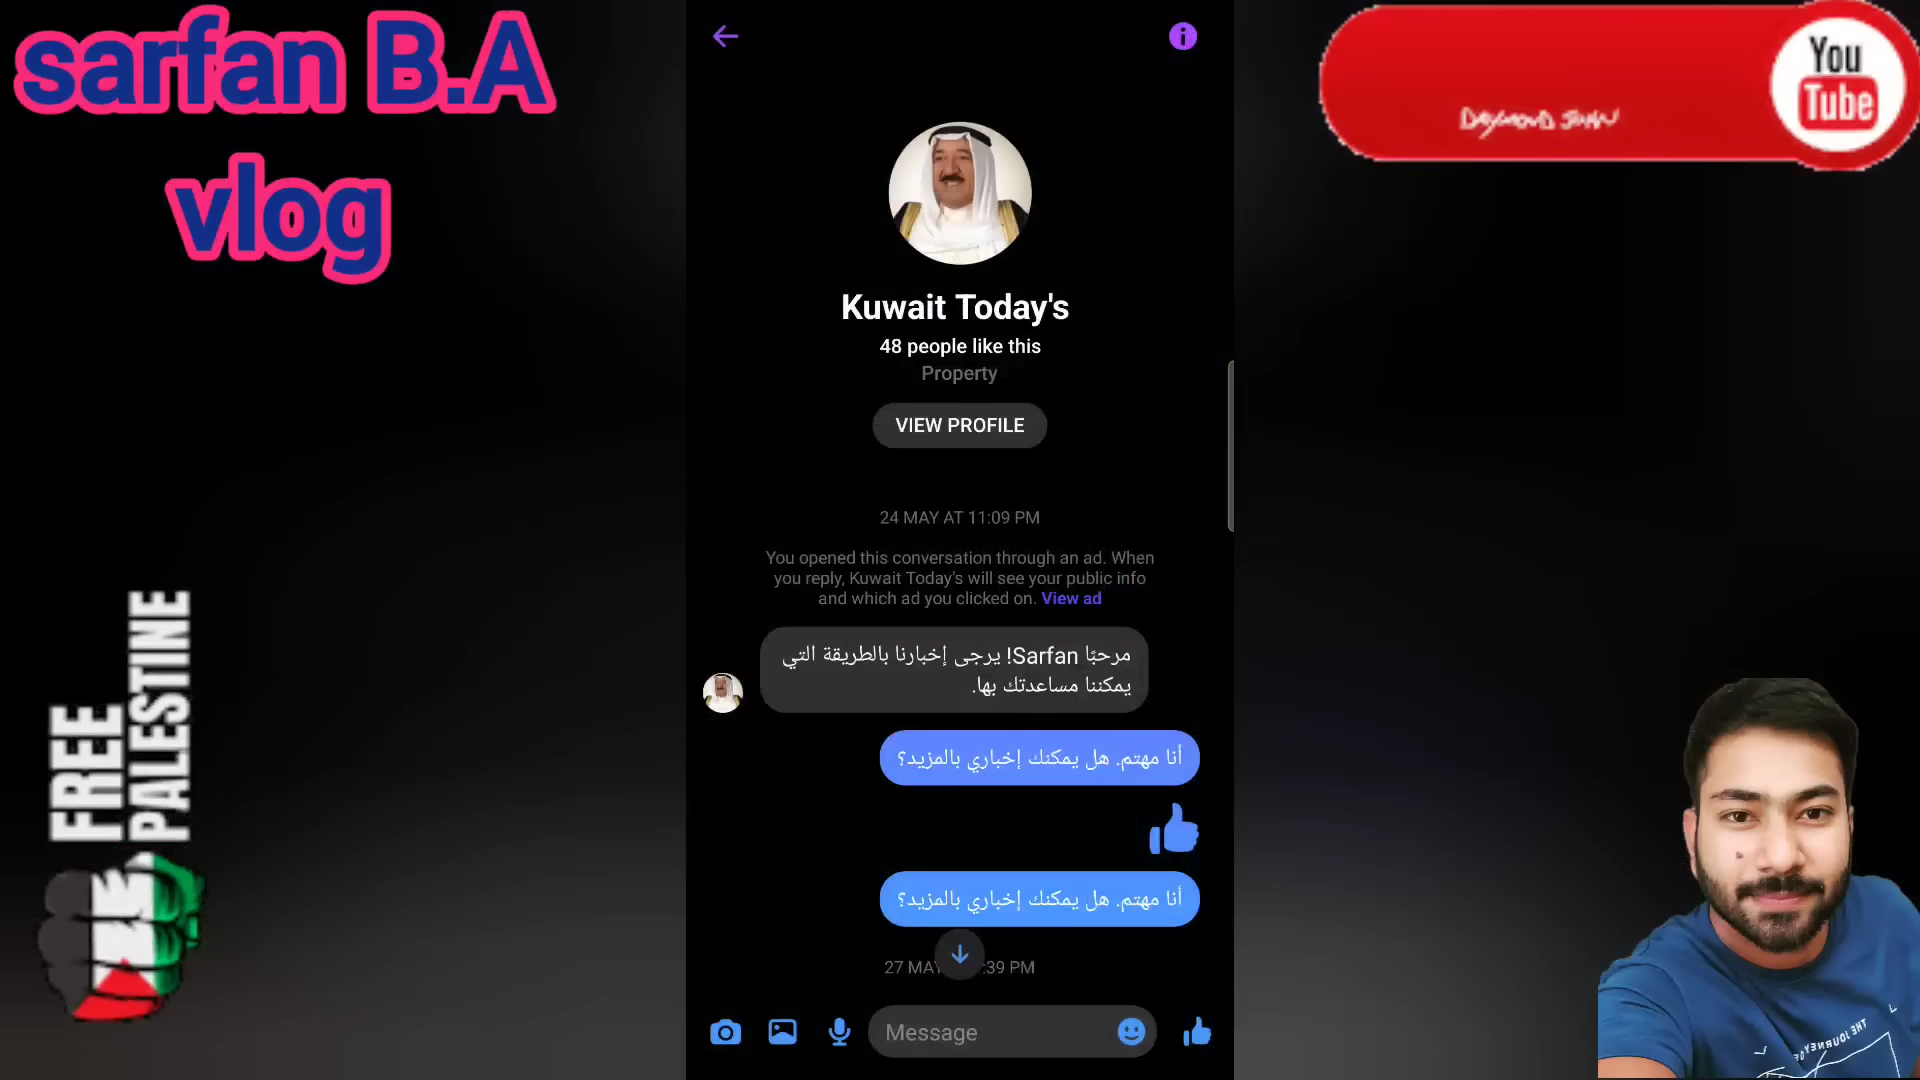 sarfan B.A
vlog
You
Tube
Kuwait Today's
48 people like this
Property
VIEW PROFILE
24 MAY AT 11:09 PM
You opened this conversation through an ad. When
you reply, Kuwait Today's will see your public info
and which ad you clicked on. View ad
مرحبًا Sarfan! يرجى إخبارنا بالطريقة التي
يمكننا مساعدتك بها.
أنا مهتم. هل يمكنك إخباري بالمزيد؟
أنا مهتم. هل يمكنك إخباري بالمزيد؟
27 MAY :39 PM
Message
FREE
PALESTINE
THE JOURNEY OF